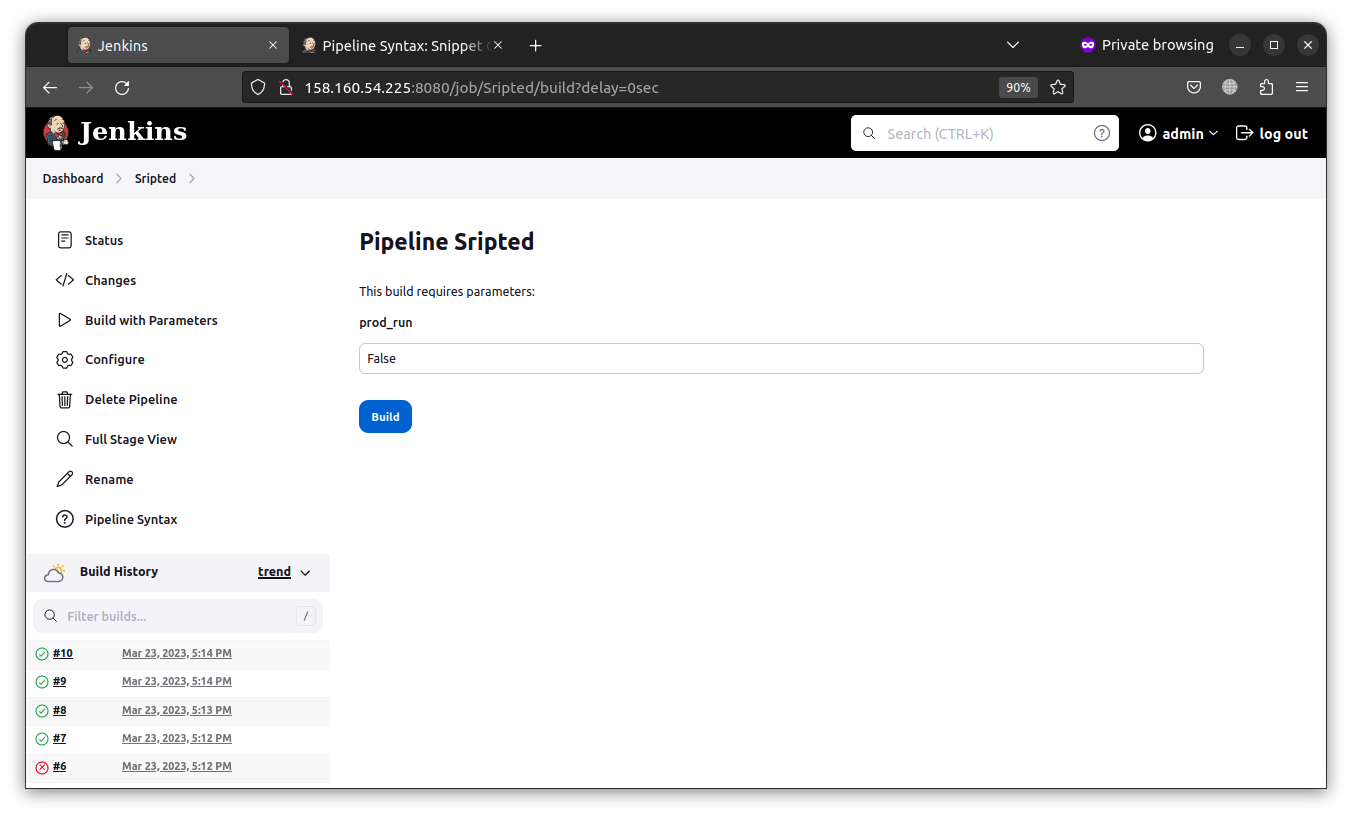 Jenkins
Pipeline Syntax: Snippet
Private browsing
158.160.54.225:8080/job/Sripted/build?delay=0sec
90%
Jenkins
Search (CTRL+K)
?
admin
log out
Dashboard
Sripted
Status
Changes
Build with Parameters
Configure
Delete Pipeline
Full Stage View
Rename
Pipeline Syntax
Pipeline Sripted
This build requires parameters:
prod_run
False
Build
Build History
trend
Filter builds...
/
#10 Mar 23, 2023, 5:14 PM
#9 Mar 23, 2023, 5:14 PM
#8 Mar 23, 2023, 5:13 PM
#7 Mar 23, 2023, 5:12 PM
#6 Mar 23, 2023, 5:12 PM